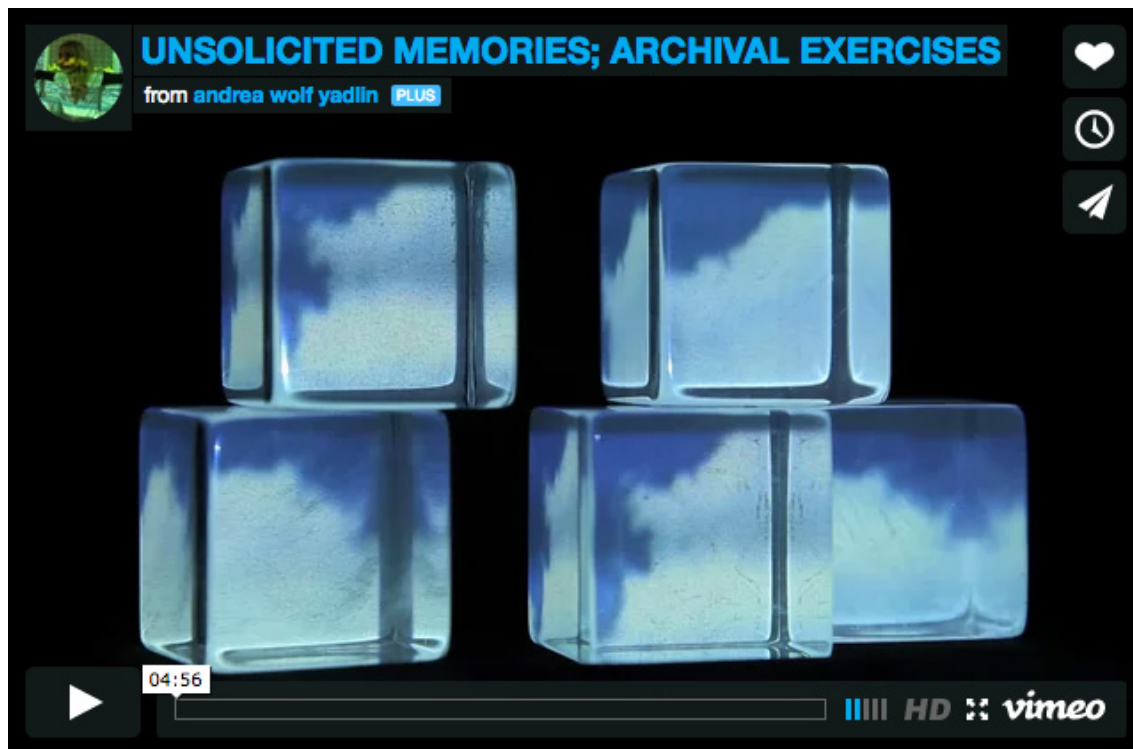 UNSOLICITED MEMORIES; ARCHIVAL EXERCISES
from andrea wolf yadlin PLUS
04:56
HD vimeo